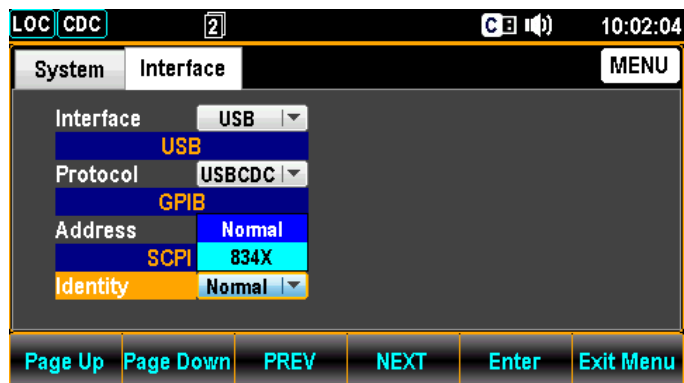 LOC CDC 2 C 10:02:04
System Interface MENU
Interface USB
USB
Protocol USBCDC
GPIB
Address Normal
SCPI 834X
Identity Normal
Page Up Page Down PREV NEXT Enter Exit Menu